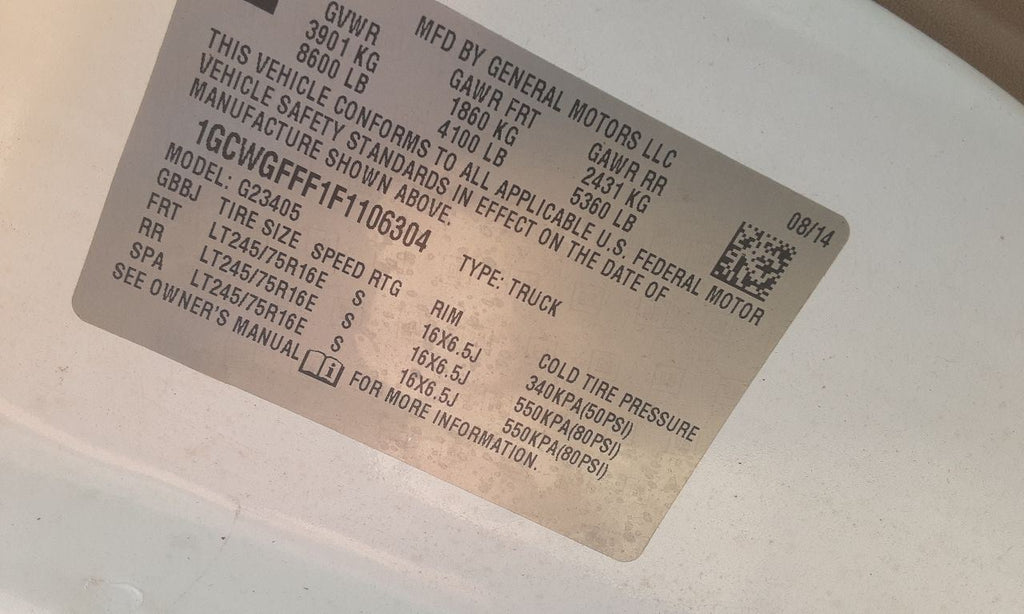 MFD BY GENERAL MOTORS LLC 08/14
GVWR GAWR FRT GAWR RR
3901 KG 1860 KG 2431 KG
8600 LB 4100 LB 5360 LB
THIS VEHICLE CONFORMS TO ALL APPLICABLE U.S. FEDERAL MOTOR
VEHICLE SAFETY STANDARDS IN EFFECT ON THE DATE OF
MANUFACTURE SHOWN ABOVE.
1GCWGFFF1F1106304 TYPE: TRUCK
MODEL: G23405
GBBJ TIRE SIZE SPEED RTG RIM COLD TIRE PRESSURE
FRT LT245/75R16E S 16X6.5J 340KPA(50PSI)
RR LT245/75R16E S 16X6.5J 550KPA(80PSI)
SPA LT245/75R16E S 16X6.5J 550KPA(80PSI)
SEE OWNER'S MANUAL FOR MORE INFORMATION.